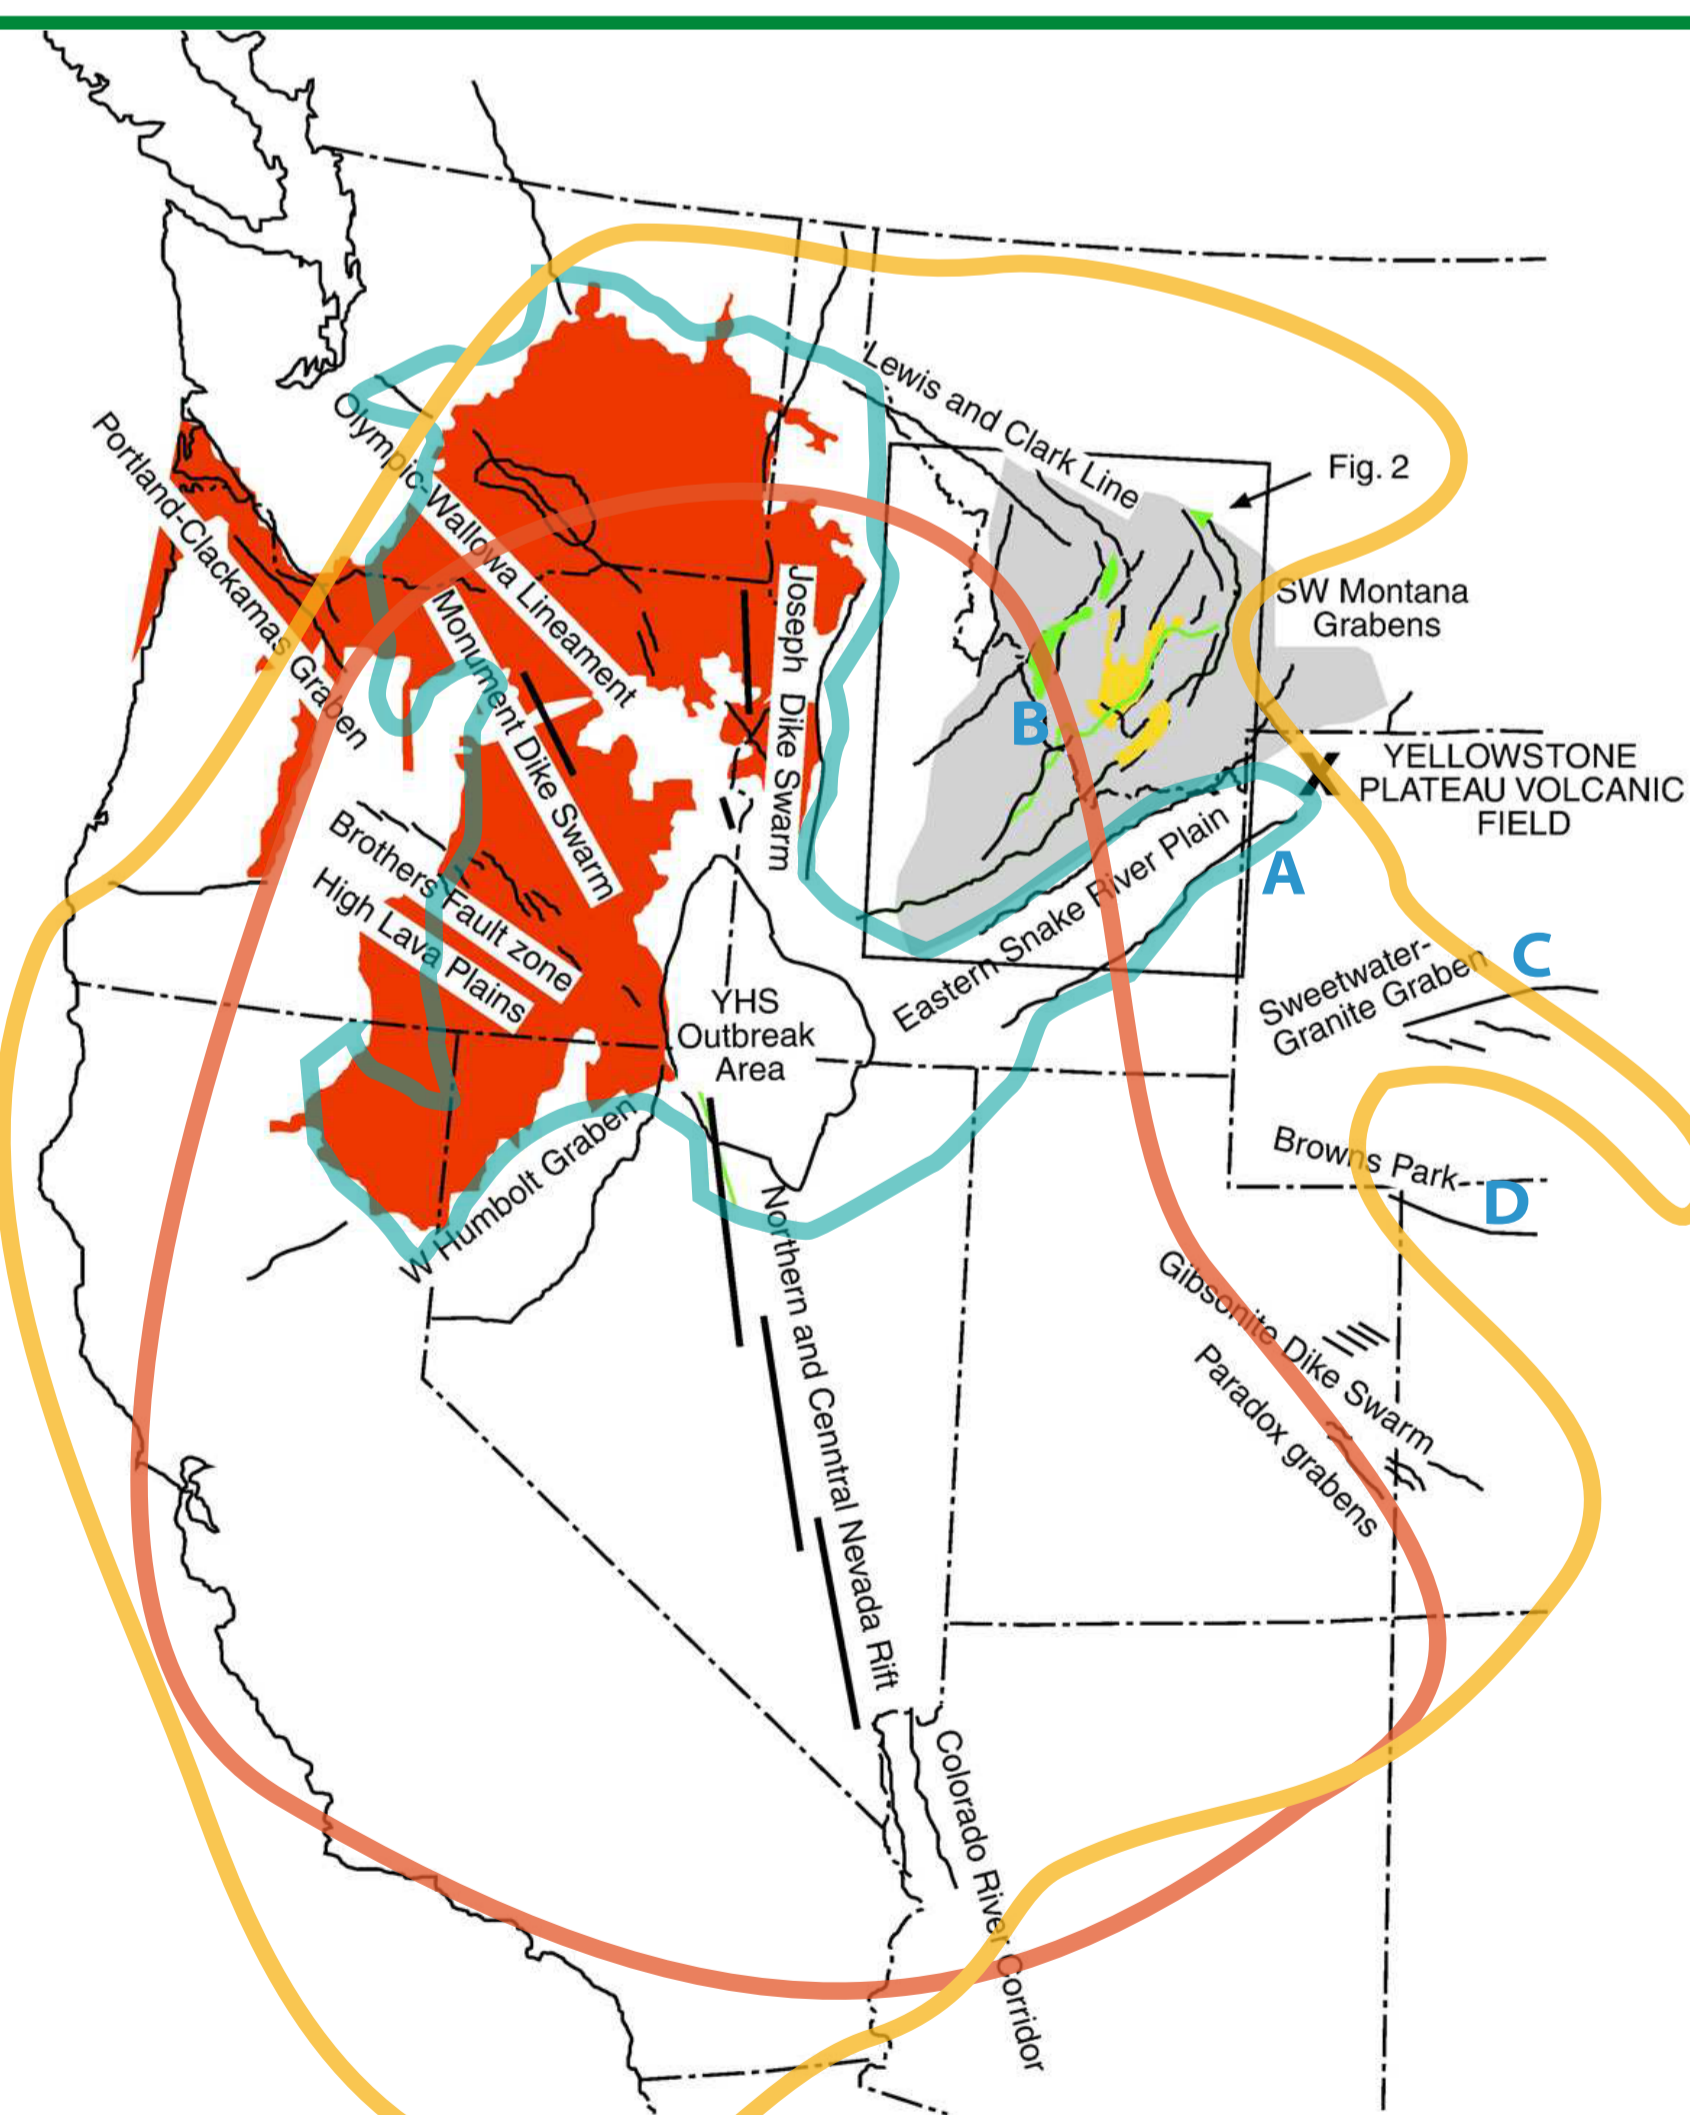 Lewis and Clark Line
Olympic-Wallowa Lineament
Portland-Clackamas Graben
Fig. 2
SW Montana
Grabens
Joseph Dike Swarm
Monument Dike Swarm
B
YELLOWSTONE
PLATEAU VOLCANIC
FIELD
X
A
Brothers Fault zone
High Lava Plains
Eastern Snake River Plain
YHS
Outbreak
Area
C
Sweetwater-
Granite Graben
W Humbolt Graben
Browns Park
D
Northern and Cenntral Nevada Rift
Gibsonite Dike Swarm
Paradox grabens
Colorado River Corridor